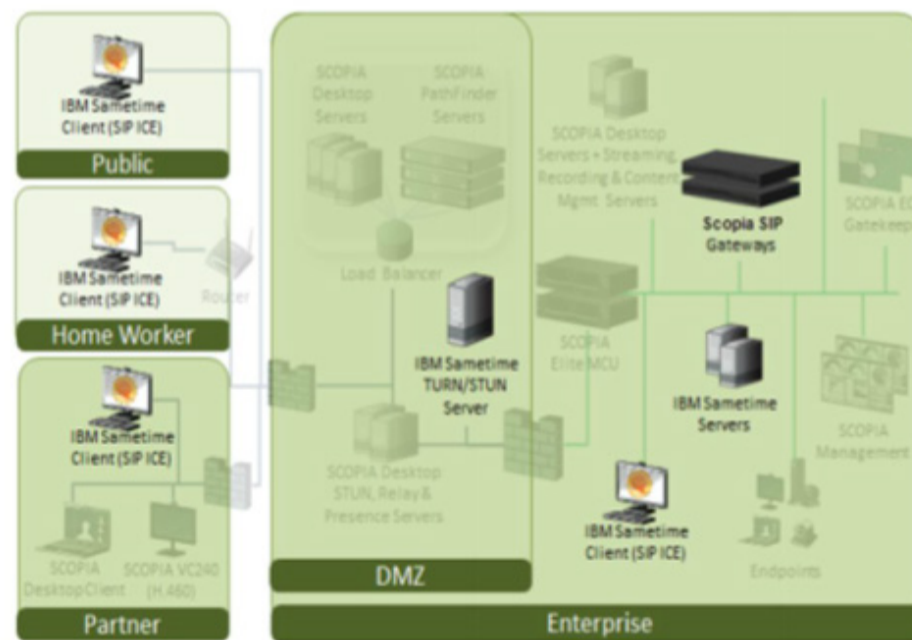 IBM Sametime
Client (SIP ICE)
Public
IBM Sametime
Client (SIP ICE)
Router
Home Worker
IBM Sametime
Client (SIP ICE)
SCOPIA
Desktop Client
SCOPIA VC240
(H.460)
Partner
SCOPIA
Desktop
Servers
SCOPIA
PathFinder
Servers
Load Balancer
IBM Sametime
TURN/STUN
Server
SCOPIA Desktop
STUN, Relay &
Presence Servers
DMZ
SCOPIA Desktop
Servers + Streaming,
Recording & Content
Mgmt Servers
Scopia SIP
Gateways
SCOPIA
Gatekeep
SCOPIA
Elite MCU
IBM Sametime
Servers
SCOPIA
Management
IBM Sametime
Client (SIP ICE)
Endpoints
Enterprise